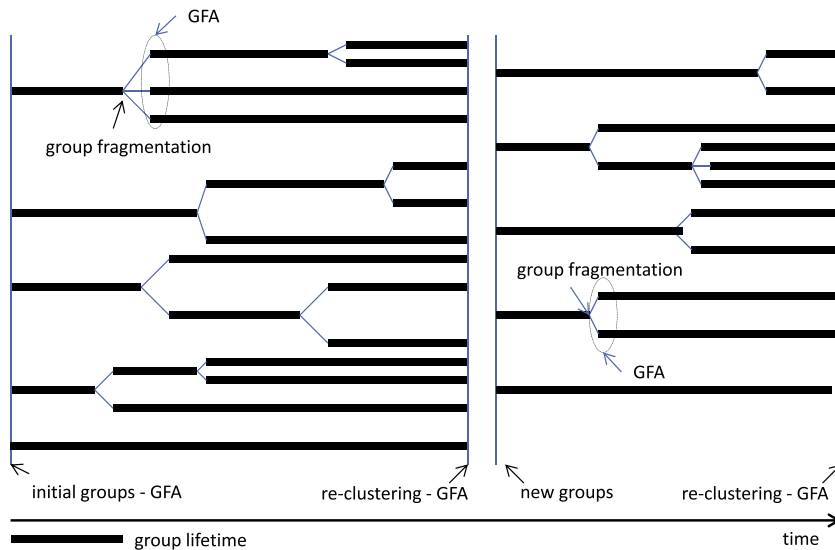 GFA
group fragmentation
group fragmentation
GFA
initial groups - GFA
re-clustering - GFA
new groups
re-clustering - GFA
group lifetime
time